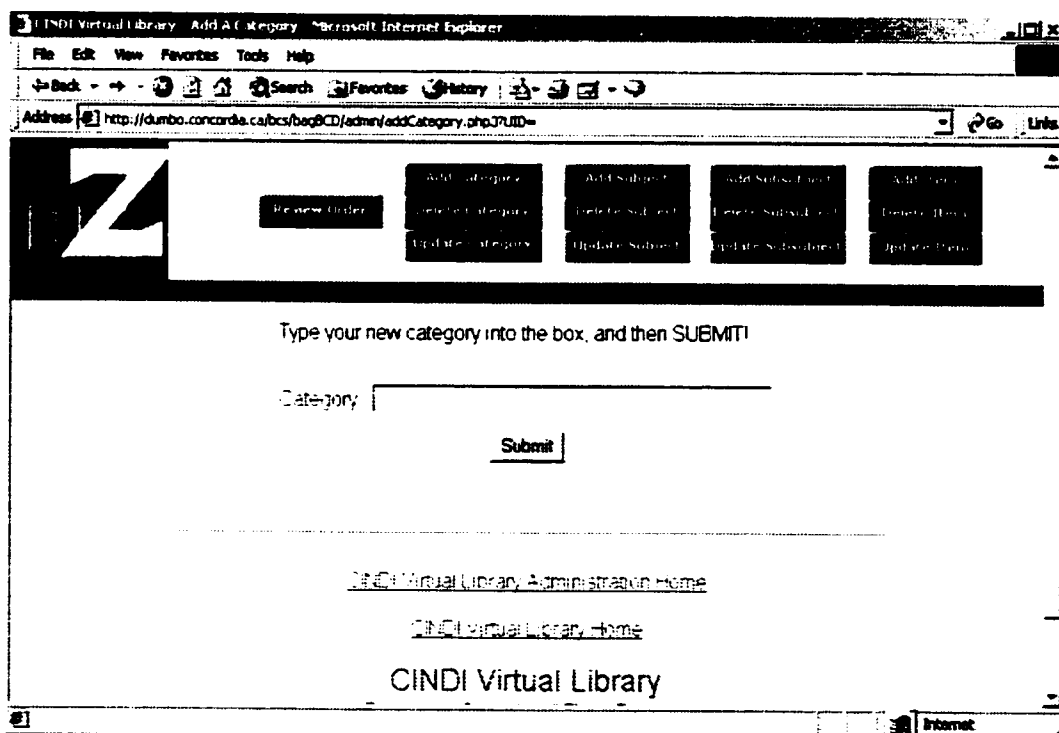 CINDI Virtual Library - Add A Category - Microsoft Internet Explorer
File Edit View Favorites Tools Help
Back Search Favorites History
Address http://dumbo.concordia.ca/bcs/bagBCD/admin/addCategory.php3?UID= Go Links
Add Category Add Subject Add Subsubject Add Item
Review Order Delete Category Delete Subject Delete Subsubject Delete Item
Update Category Update Subject Update Subsubject Update Item
Type your new category into the box, and then SUBMIT!
Category
Submit
CINDI Virtual Library Administration Home
CINDI Virtual Library Home
CINDI Virtual Library
Internet